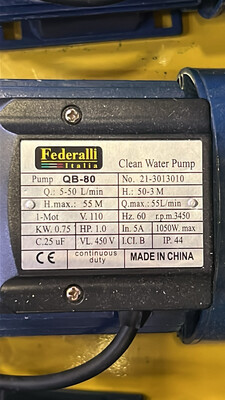 Federalli
Italia
Clean Water Pump
Pump QB-80 No. 21-3013010
Q.: 5-50 L/min H.: 50-3 M
H.max.: 55 M Q.max.: 55L/min
1-Mot V. 110 Hz. 60 r.p.m.3450
KW. 0.75 HP. 1.0 In. 5A 1050W.max
C.25 uF VL. 450 V LCl. B IP. 44
CE continuous duty MADE IN CHINA